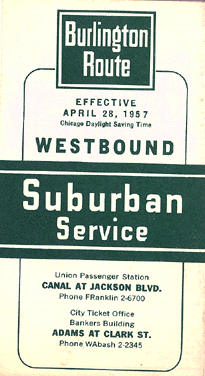 Burlington
Route
EFFECTIVE
APRIL 28, 1957
Chicago Daylight Saving Time
WESTBOUND
Suburban
Service
Union Passenger Station
CANAL AT JACKSON BLVD.
Phone FRanklin 2-6700
City Ticket Office
Bankers Building
ADAMS AT CLARK ST.
Phone WAbash 2-2345